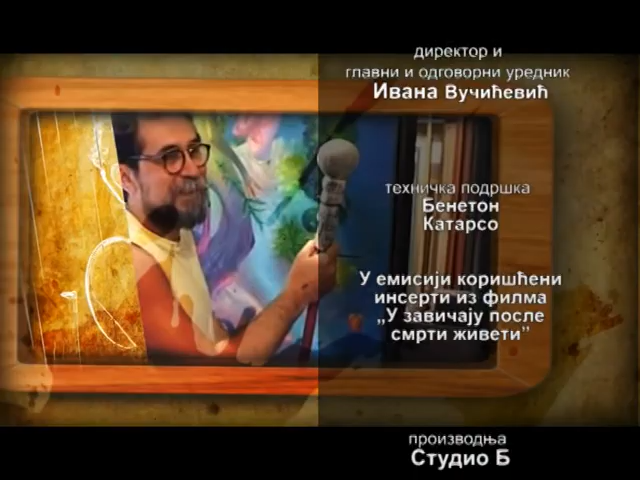 директор и
главни и одговорни уредник
Ивана Вучићевић
техничка подршка
Бенетон
Катарсо
У емисији коришћени
инсерти из филма
„У завичају после
смрти живети”
производња
Студио Б